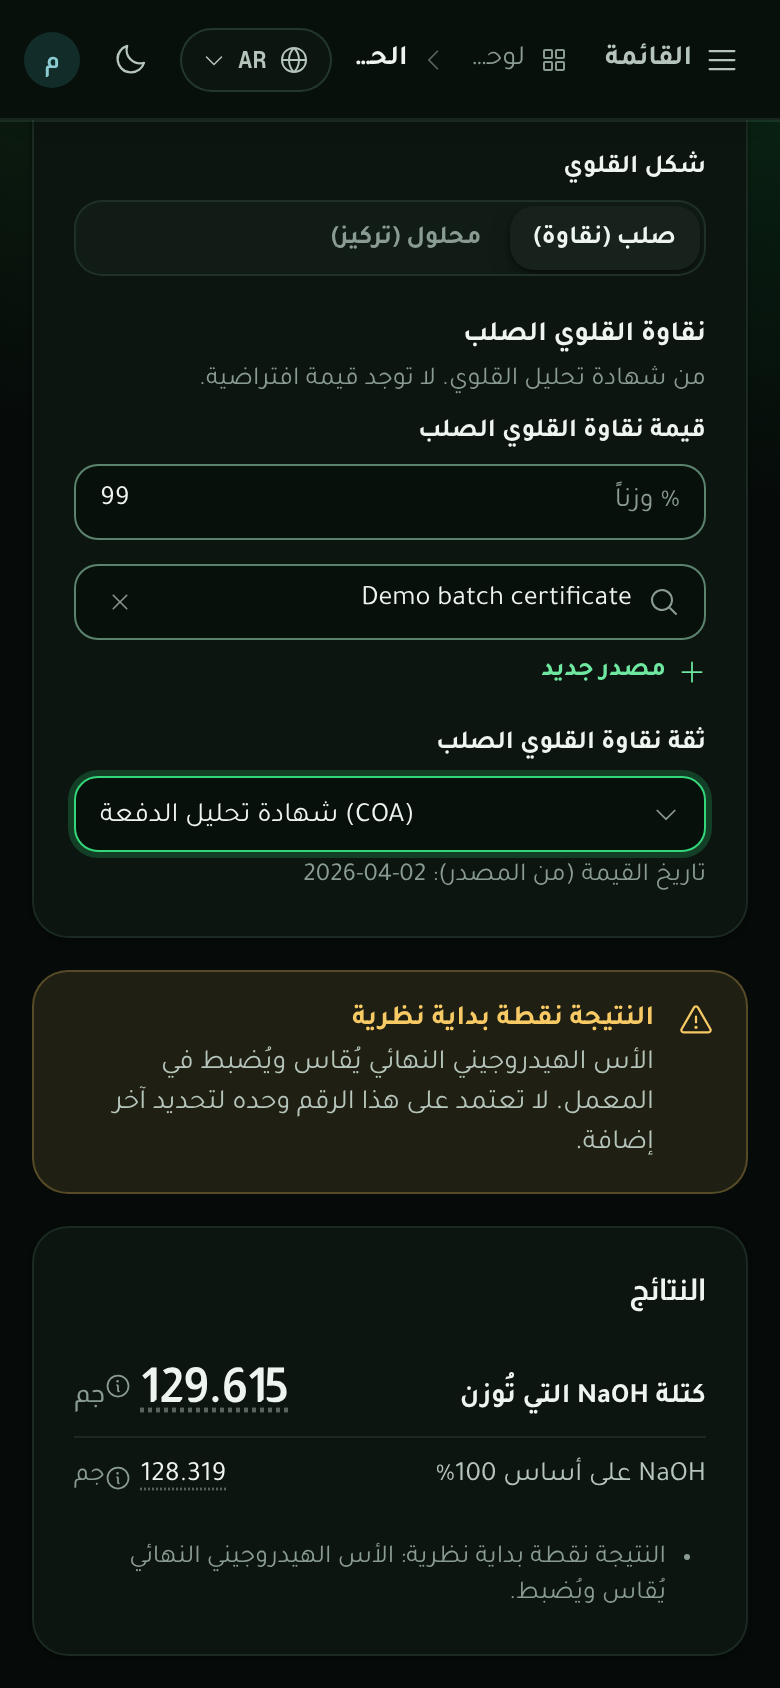 القائمة
لوحـ...
الحـ...
AR
م
شكل القلوي
صلب (نقاوة)
محلول (تركيز)
نقاوة القلوي الصلب
من شهادة تحليل القلوي. لا توجد قيمة افتراضية.
قيمة نقاوة القلوي الصلب
% وزناً
99
Demo batch certificate
مصدر جديد
ثقة نقاوة القلوي الصلب
(COA) شهادة تحليل الدفعة
تاريخ القيمة (من المصدر): 2026-04-02
النتيجة نقطة بداية نظرية
الأس الهيدروجيني النهائي يُقاس ويُضبط في
المعمل. لا تعتمد على هذا الرقم وحده لتحديد آخر
إضافة.
النتائج
كتلة NaOH التي تُوزن
129.615 جم
NaOH على أساس 100%
128.319 جم
• النتيجة نقطة بداية نظرية: الأس الهيدروجيني النهائي
يُقاس ويُضبط.